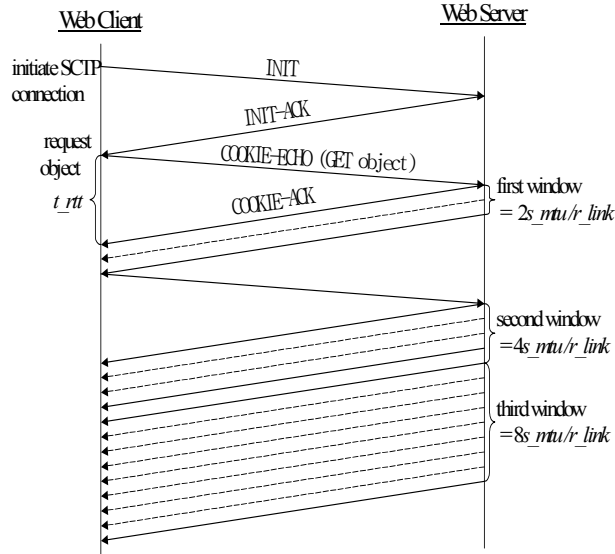 Web Client
Web Server
initiate SCTP
connection
INIT
INIT-ACK
request
object
COOKIE-ECHO (GET object)
t_rtt
COOKIE-ACK
first window
= 2s_mtu/r_link
second window
=4s_mtu/r_link
third window
=8s_mtu/r_link